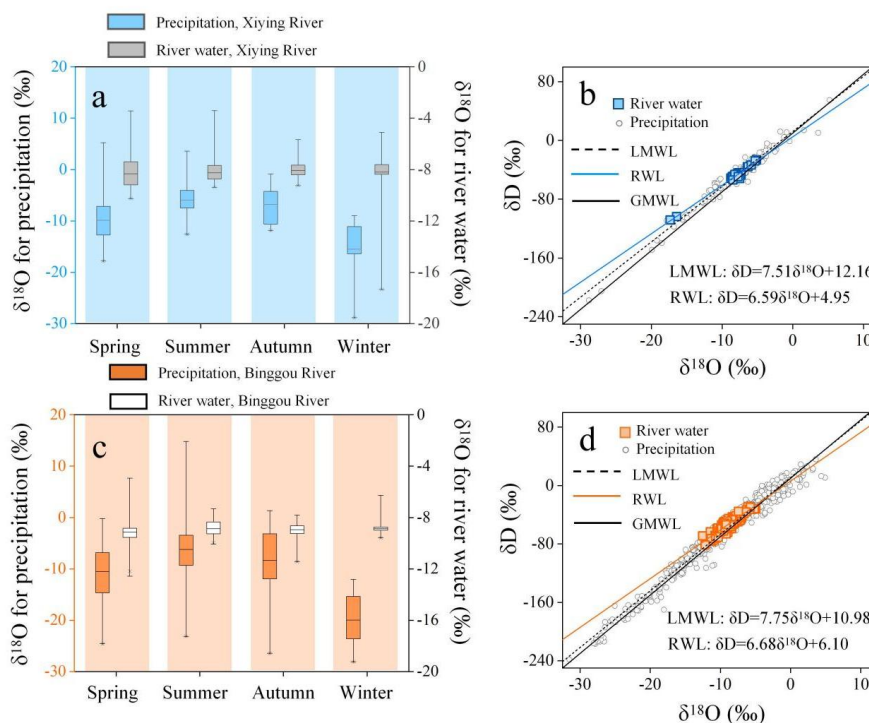 Precipitation, Xiying River
River water, Xiying River
a
δ¹⁸O for precipitation (‰)
20
10
0
-10
-20
-30
0
-4
-8
-12
-16
-20
δ¹⁸O for river water (‰)
Spring Summer Autumn Winter
b
River water
Precipitation
LMWL
RWL
GMWL
δD (‰)
80
0
-80
-160
-240
LMWL: δD=7.51δ¹⁸O+12.16
RWL: δD=6.59δ¹⁸O+4.95
-30 -20 -10 0 10
δ¹⁸O (‰)
Precipitation, Binggou River
River water, Binggou River
c
δ¹⁸O for precipitation (‰)
20
10
0
-10
-20
-30
0
-4
-8
-12
-16
-20
δ¹⁸O for river water (‰)
Spring Summer Autumn Winter
d
River water
Precipitation
LMWL
RWL
GMWL
δD (‰)
80
0
-80
-160
-240
LMWL: δD=7.75δ¹⁸O+10.98
RWL: δD=6.68δ¹⁸O+6.10
-30 -20 -10 0 10
δ¹⁸O (‰)